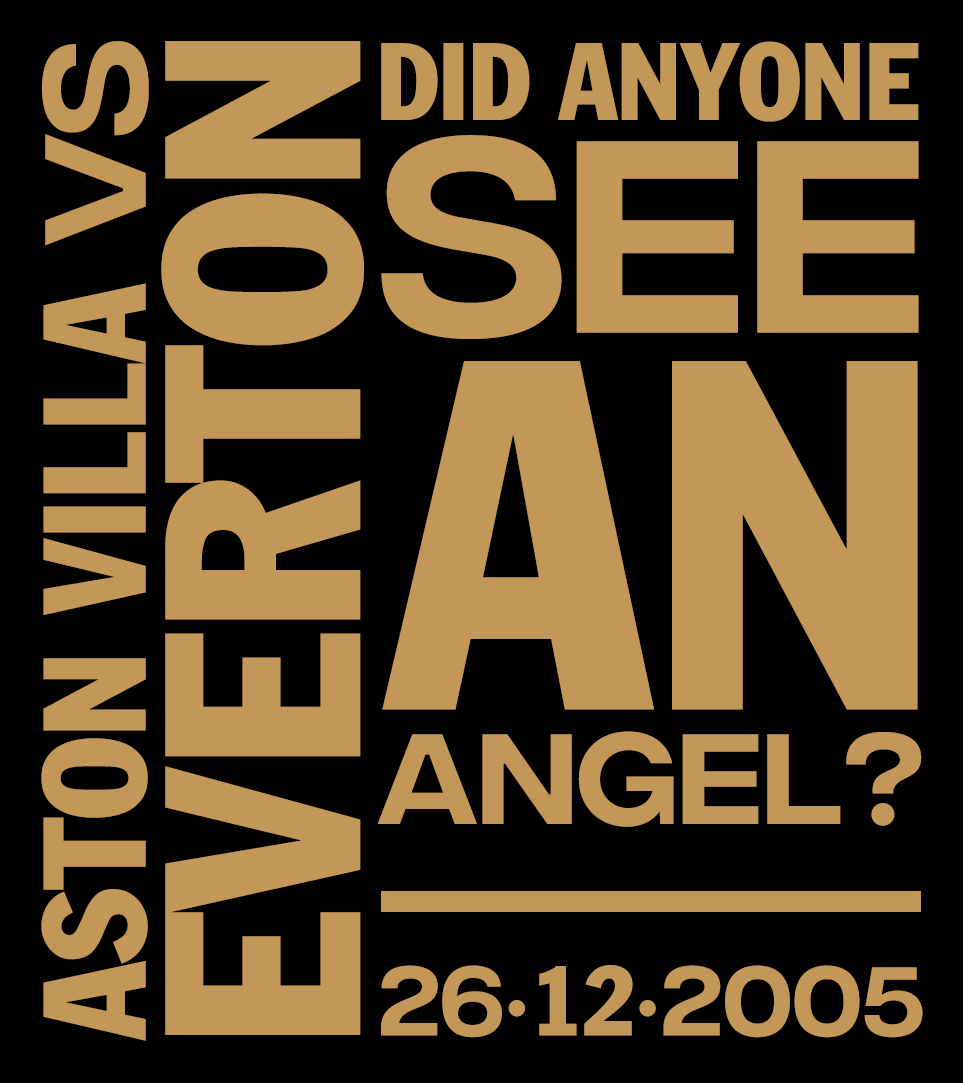 ASTON VILLA VS
EVERTON
DID ANYONE
SEE
AN
ANGEL?
26·12·2005